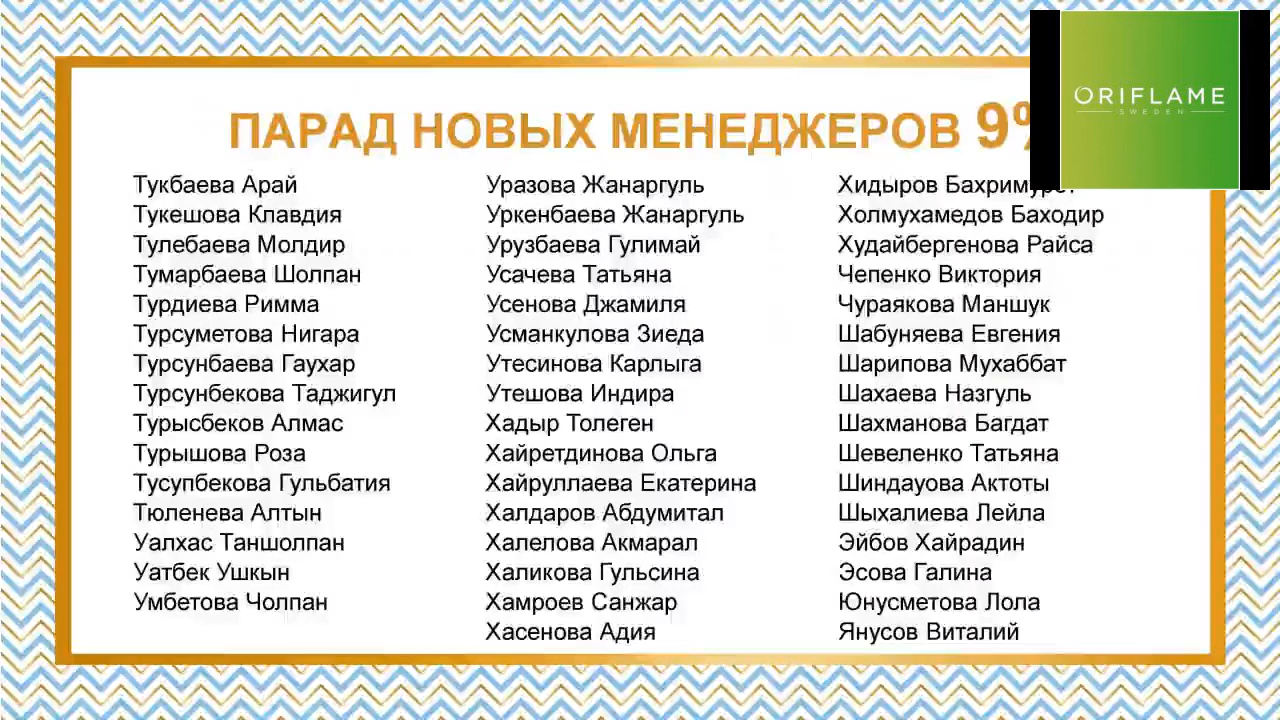 ПАРАД НОВЫХ МЕНЕДЖЕРОВ 9%
ORIFLAME
SWEDEN
Тукбаева Арай
Тукешова Клавдия
Тулебаева Молдир
Тумарбаева Шолпан
Турдиева Римма
Турсуметова Нигара
Турсунбаева Гаухар
Турсунбекова Таджигул
Турысбеков Алмас
Турышова Роза
Тусупбекова Гульбатия
Тюленева Алтын
Уалхас Таншолпан
Уатбек Ушкын
Умбетова Чолпан
Уразова Жанаргуль
Уркенбаева Жанаргуль
Урузбаева Гулимай
Усачева Татьяна
Усенова Джамиля
Усманкулова Зиеда
Утесинова Карлыга
Утешова Индира
Хадыр Толеген
Хайретдинова Ольга
Хайруллаева Екатерина
Халдаров Абдумитал
Халелова Акмарал
Халикова Гульсина
Хамроев Санжар
Хасенова Адия
Хидыров
Холмухамедов Баходир
Худайбергенова Райса
Чепенко Виктория
Чураякова Маншук
Шабуняева Евгения
Шарипова Мухаббат
Шахаева Назгуль
Шахманова Багдат
Шевеленко Татьяна
Шиндауова Актоты
Шыхалиева Лейла
Эйбов Хайрадин
Эсова Галина
Юнусметова Лола
Янусов Виталий